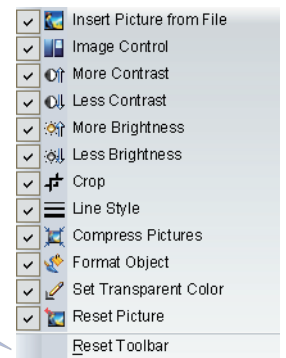 Insert Picture from File
Image Control
More Contrast
Less Contrast
More Brightness
Less Brightness
Crop
Line Style
Compress Pictures
Format Object
Set Transparent Color
Reset Picture
Reset Toolbar